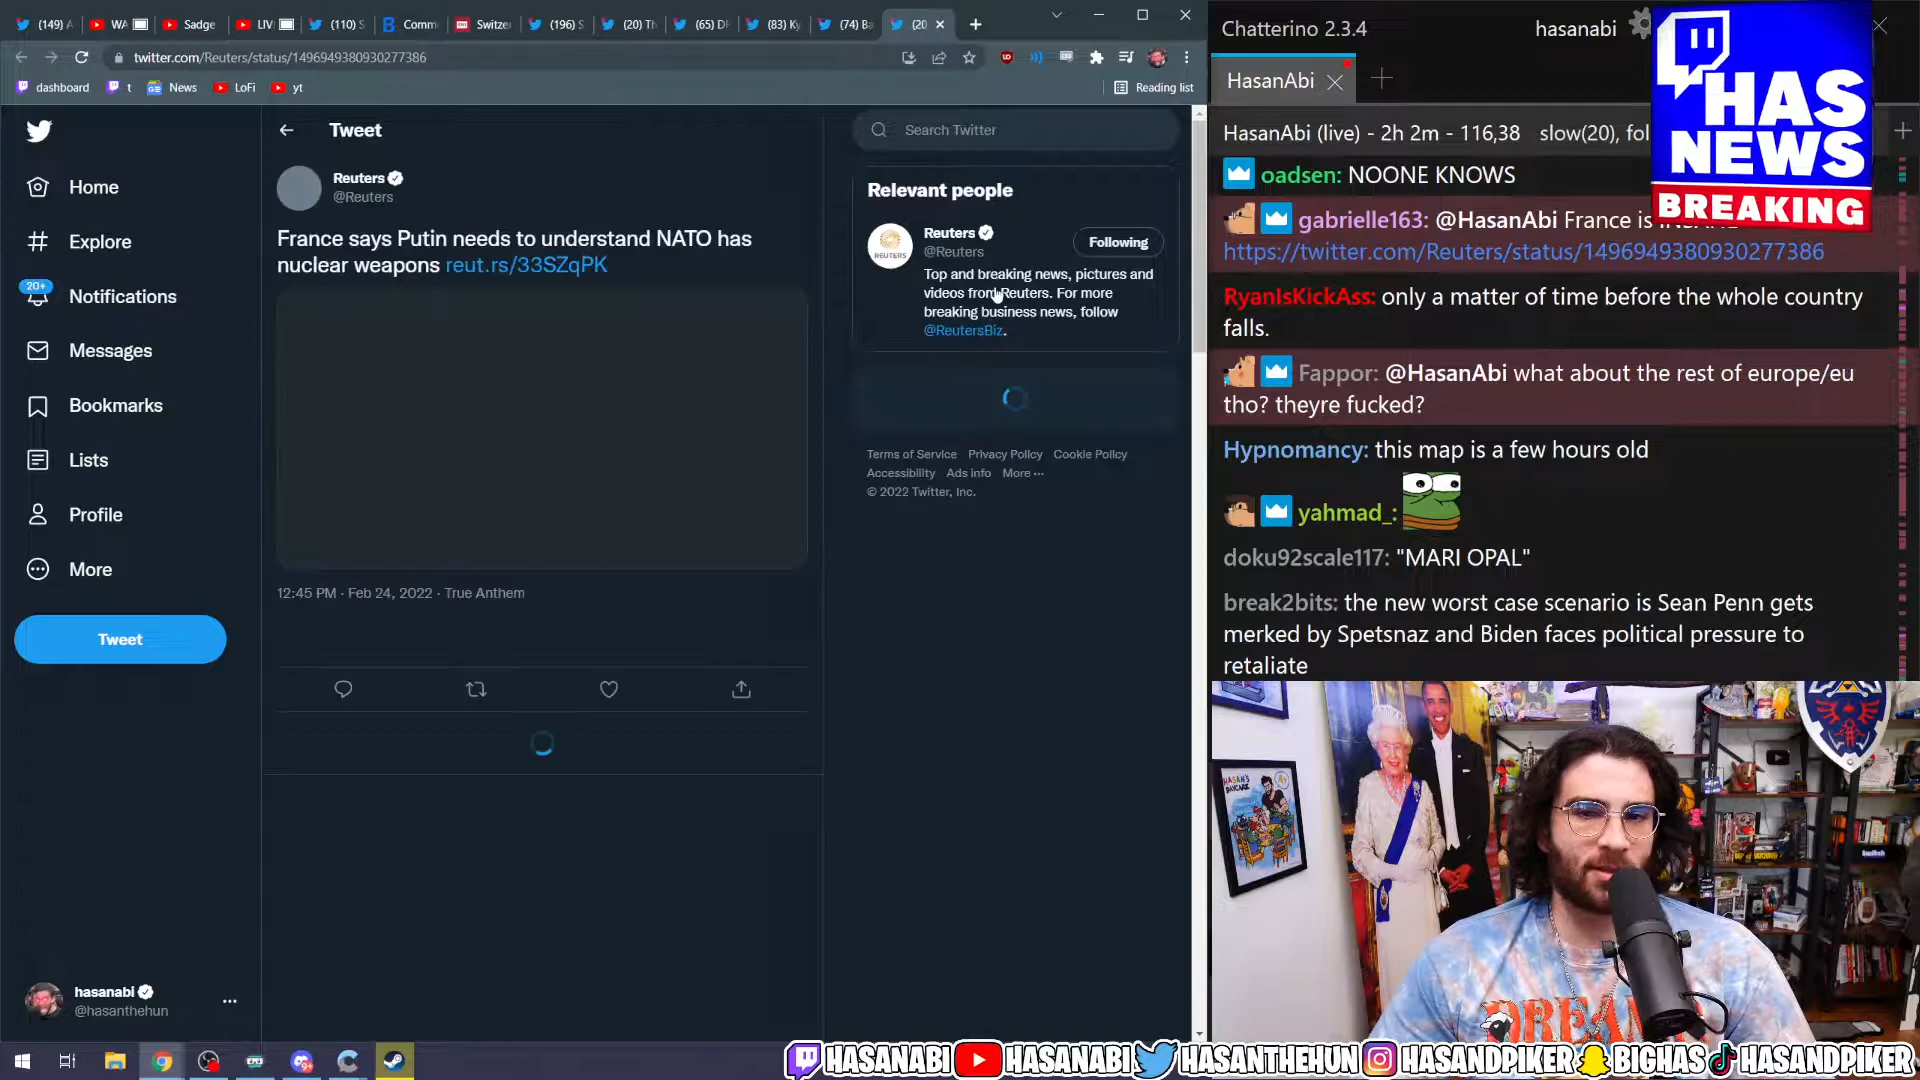 (149) A
WA
Sadge
LIV
(110) S
Comm
Switzer
(196) S
(20) Th
(65) DP
(83) Ky
(74) Ba
(20
twitter.com/Reuters/status/1496949380930277386
dashboard
t
News
LoFi
yt
Reading list
Home
Explore
20+
Notifications
Messages
Bookmarks
Lists
Profile
More
Tweet
hasanabi
@hasanthehun
Tweet
Reuters
@Reuters
France says Putin needs to understand NATO has
nuclear weapons reut.rs/33SZqPK
12:45 PM · Feb 24, 2022 · True Anthem
Search Twitter
Relevant people
REUTERS
Reuters
@Reuters
Following
Top and breaking news, pictures and
videos from Reuters. For more
breaking business news, follow
@ReutersBiz.
Terms of Service Privacy Policy Cookie Policy
Accessibility Ads info More ···
© 2022 Twitter, Inc.
Chatterino 2.3.4
hasanabi
HasanAbi
HAS
NEWS
BREAKING
HasanAbi (live) - 2h 2m - 116,38 slow(20), fol
oadsen: NOONE KNOWS
gabrielle163: @HasanAbi France is
https://twitter.com/Reuters/status/1496949380930277386
RyanIsKickAss: only a matter of time before the whole country
falls.
Fappor: @HasanAbi what about the rest of europe/eu
tho? theyre fucked?
Hypnomancy: this map is a few hours old
yahmad_:
doku92scale117: "MARI OPAL"
break2bits: the new worst case scenario is Sean Penn gets
merked by Spetsnaz and Biden faces political pressure to
retaliate
HASAN'S
DAYCARE
HASANABI
HASANABI
HASANTHEHUN
HASANDPIKER
BIGHAS
HASANDPIKER